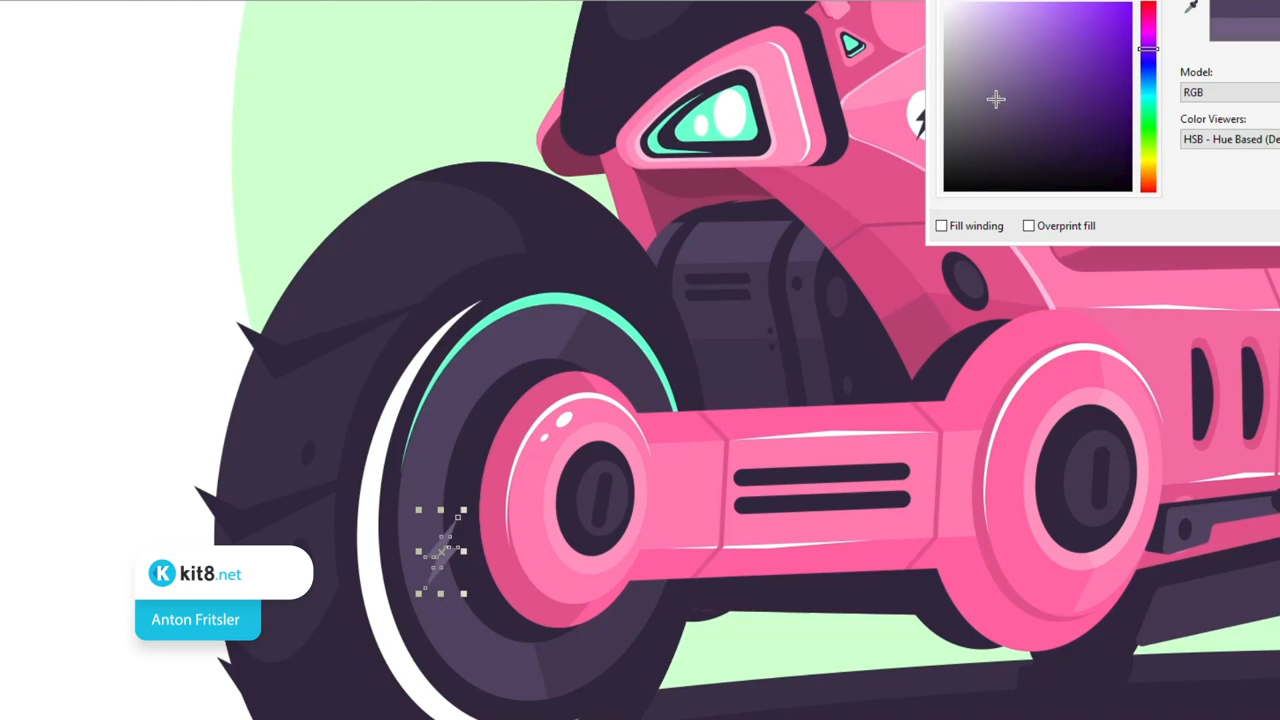 Model:
RGB
Color Viewers:
HSB - Hue Based (De
Fill winding
Overprint fill
K kit8.net
Anton Fritsler